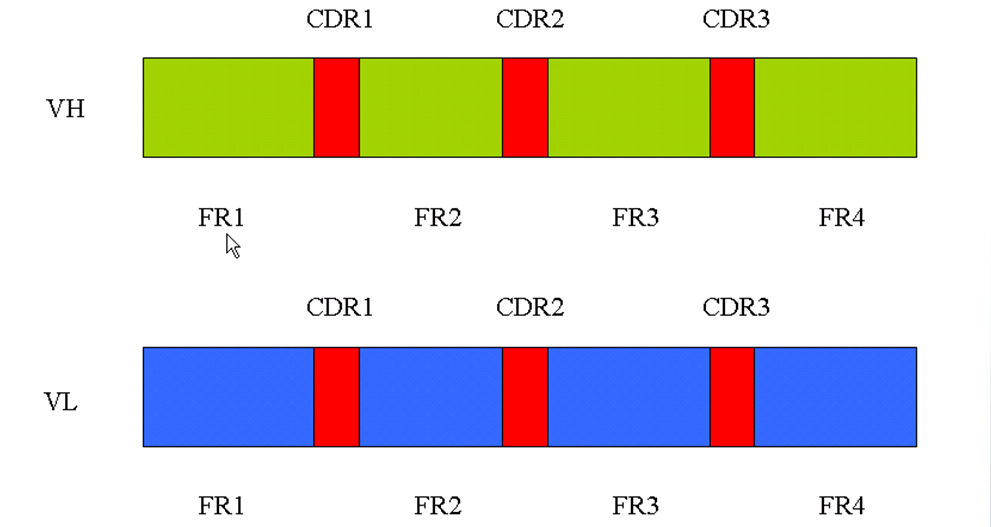 CDR1 CDR2 CDR3
VH
FR1 FR2 FR3 FR4
CDR1 CDR2 CDR3
VL
FR1 FR2 FR3 FR4